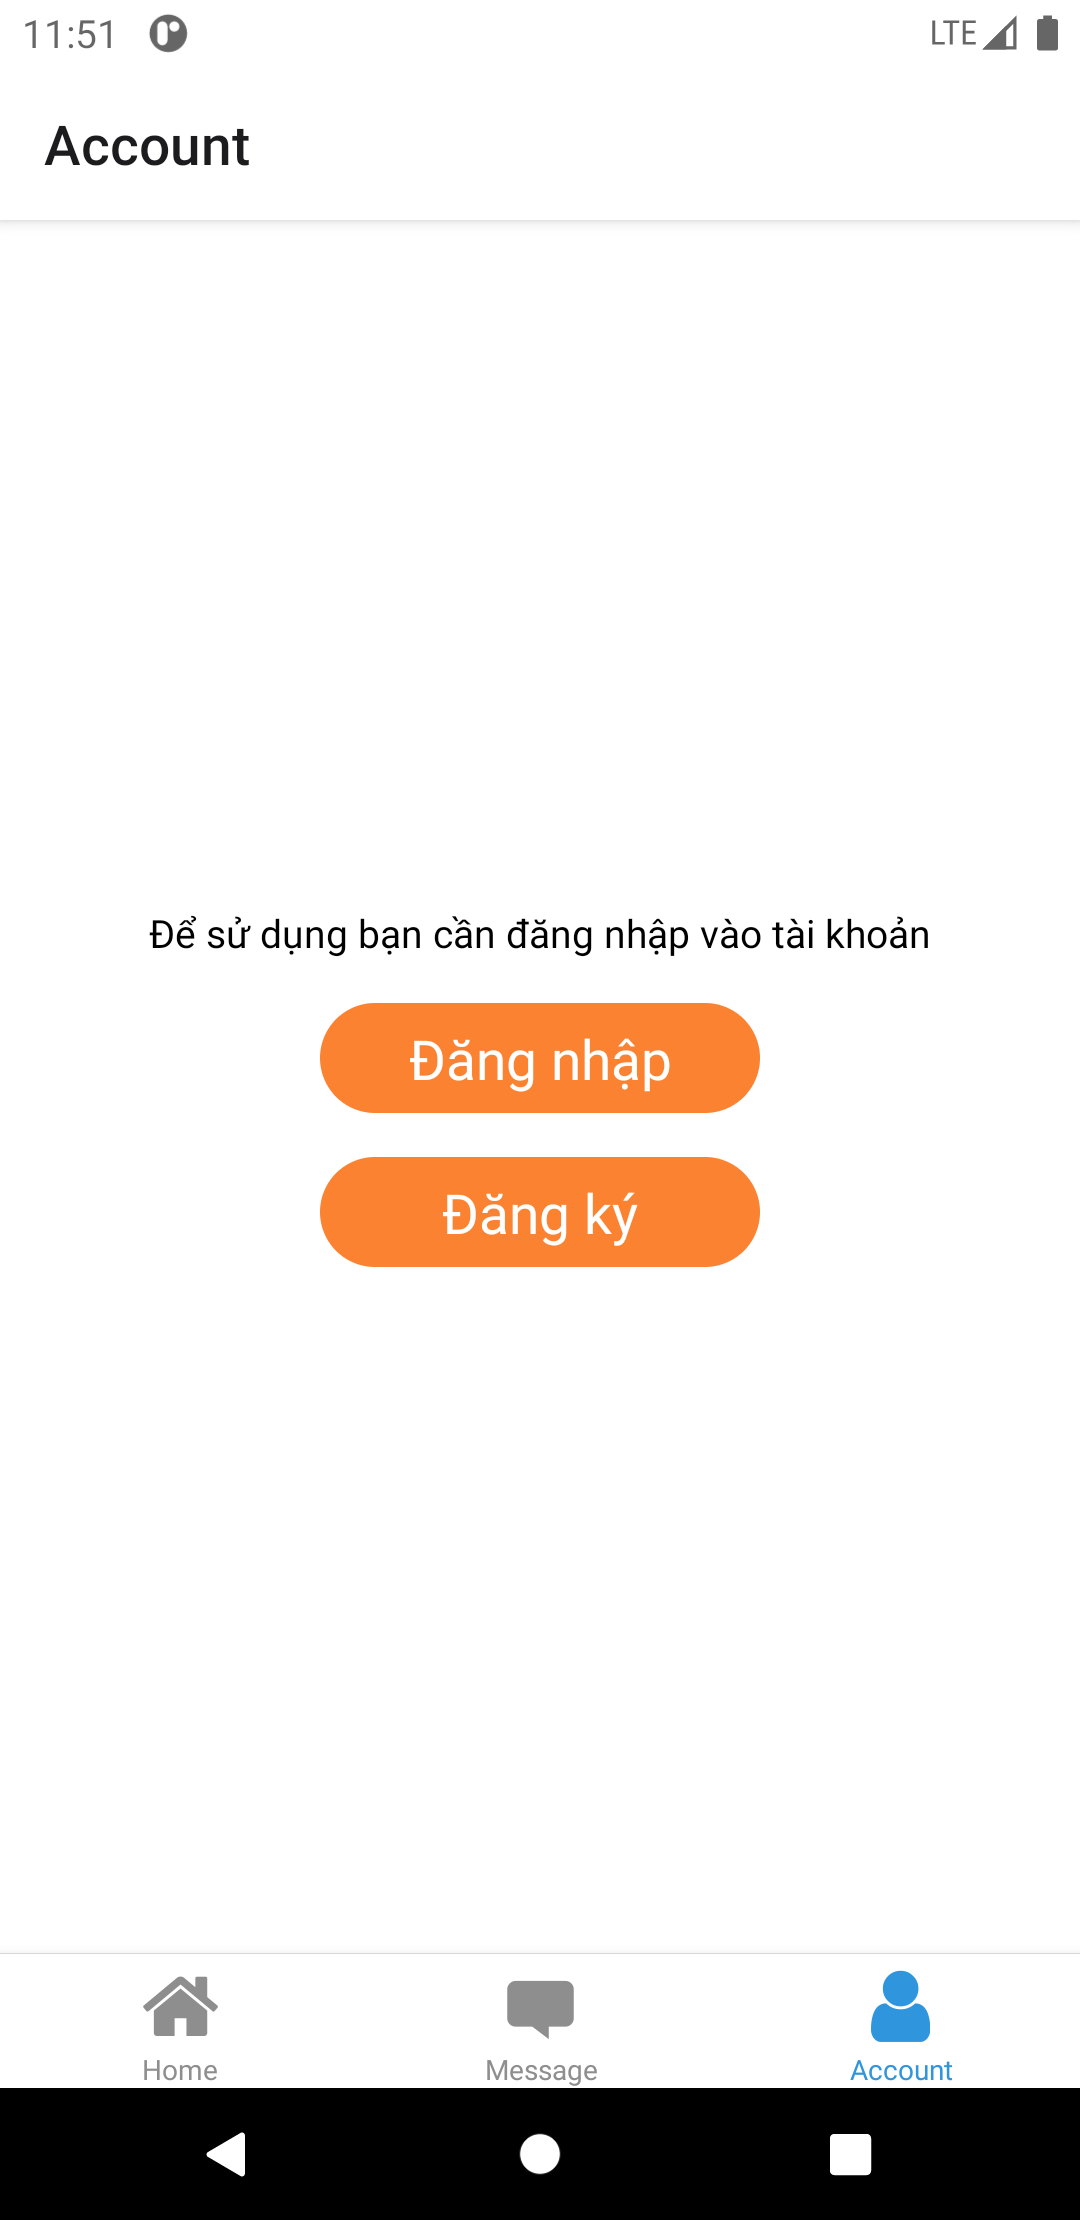 11:51
LTE
Account
Để sử dụng bạn cần đăng nhập vào tài khoản
Đăng nhập
Đăng ký
Home
Message
Account